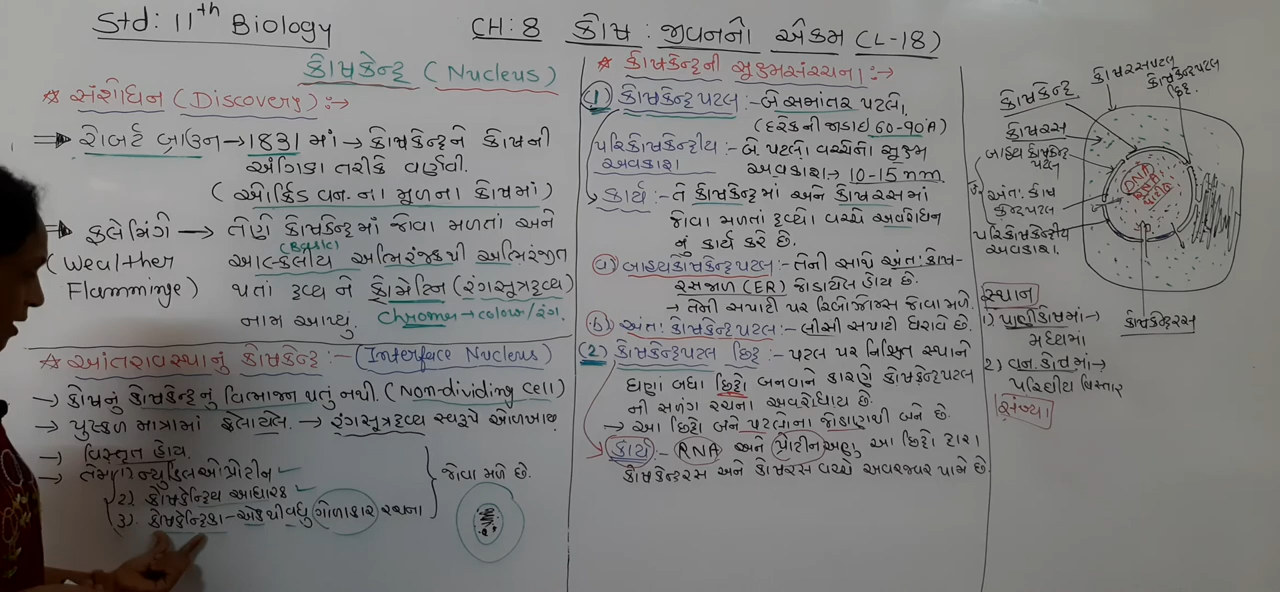 Std: 11th Biology
CH: 8 કોષ : જીવનનો એકમ (L-18)
કોષકેન્દ્ર (Nucleus)
* સંશોધન (Discovery) :→
⇒ રોબર્ટ બ્રાઉન → 1831 માં → કોષકેન્દ્રને કોષની
અંગિકા તરીકે વર્ણવી.
(ઓર્કિડ વન. ના મૂળના કોષમાં)
⇒ ફ્લેમિંગે → તેણે કોષકેન્દ્રમાં જોવા મળતાં અને
(Wealther Flamminge)
(Basic)
આલ્કલીય અભિરંજકથી અભિરંજીત
થતાં દ્રવ્ય ને ક્રોમેટિન (રંગસૂત્રદ્રવ્ય)
નામ આપ્યું. Chromes → colour/રંગ.
* આંતરાવસ્થાનું કોષકેન્દ્ર :- (Interface Nucleus)
→ કોષનું કોષકેન્દ્રનું વિભાજન થતું નથી. (Non-dividing cell)
→ પુષ્કળ માત્રામાં ફેલાયેલ. → રંગસૂત્રદ્રવ્ય સ્વરૂપે ઓળખાય
→ વિસ્તૃત હોય.
→ તેમાં 1) ન્યુક્લિઓપ્રોટીન
2) કોષકેન્દ્રિય આધારક
3) કોષકેન્દ્રિકા - એકથી વધુ ગોળાકાર રચના
જોવા મળે છે.
* કોષકેન્દ્રની સૂક્ષ્મસંરચના :→
(1) કોષકેન્દ્રપટલ :- બે સમાંતર પટલો,
(દરેકની જાડાઇ 60-90 A)
પરિકોષકેન્દ્રીય અવકાશ :- બે પટલો વચ્ચેનો સૂક્ષ્મ
અવકાશ → 10-15 nm.
કાર્ય :- તે કોષકેન્દ્રમાં અને કોષરસમાં
જોવા મળતાં દ્રવ્યો વચ્ચે અવરોધન
નું કાર્ય કરે છે.
(a) બાહ્યકોષકેન્દ્રપટલ :- તેની સાથે અંત: કોષ-
રસજાળ (ER) જોડાયેલ હોય છે.
→ તેની સપાટી પર રિબોઝોમ્સ જોવા મળે.
(b) અંત: કોષકેન્દ્રપટલ :- લીસી સપાટી ધરાવે છે.
(2) કોષકેન્દ્રપટલ છિદ્ર :- પટલ પર નિશ્ચિત સ્થાને
ઘણાં બધા છિદ્રો બનવાને કારણે કોષકેન્દ્રપટલ
ની સળંગ રચના અવરોધાય છે.
→ આ છિદ્રો બંને પટલોના જોડાણથી બને છે.
કાર્ય :- RNA અને પ્રોટીન અણુ આ છિદ્રો દ્વારા
કોષકેન્દ્રરસ અને કોષરસ વચ્ચે અવરજવર પામે છે
કોષરસપટલ
કોષકેન્દ્રપટલ
છિદ્ર.
કોષકેન્દ્ર
કોષરસ
બાહ્ય કોષકેન્દ્ર
પટલ
અંત: કોષ
કેન્દ્રપટલ
પરિકોષકેન્દ્રીય
અવકાશ.
DNA
RNA
પ્રોટીન
કોષકેન્દ્રરસ
સ્થાન
1) પ્રાણીકોષમાં →
મધ્યમાં
2) વન. કોષમાં →
પરિઘીય વિસ્તાર
સંખ્યા